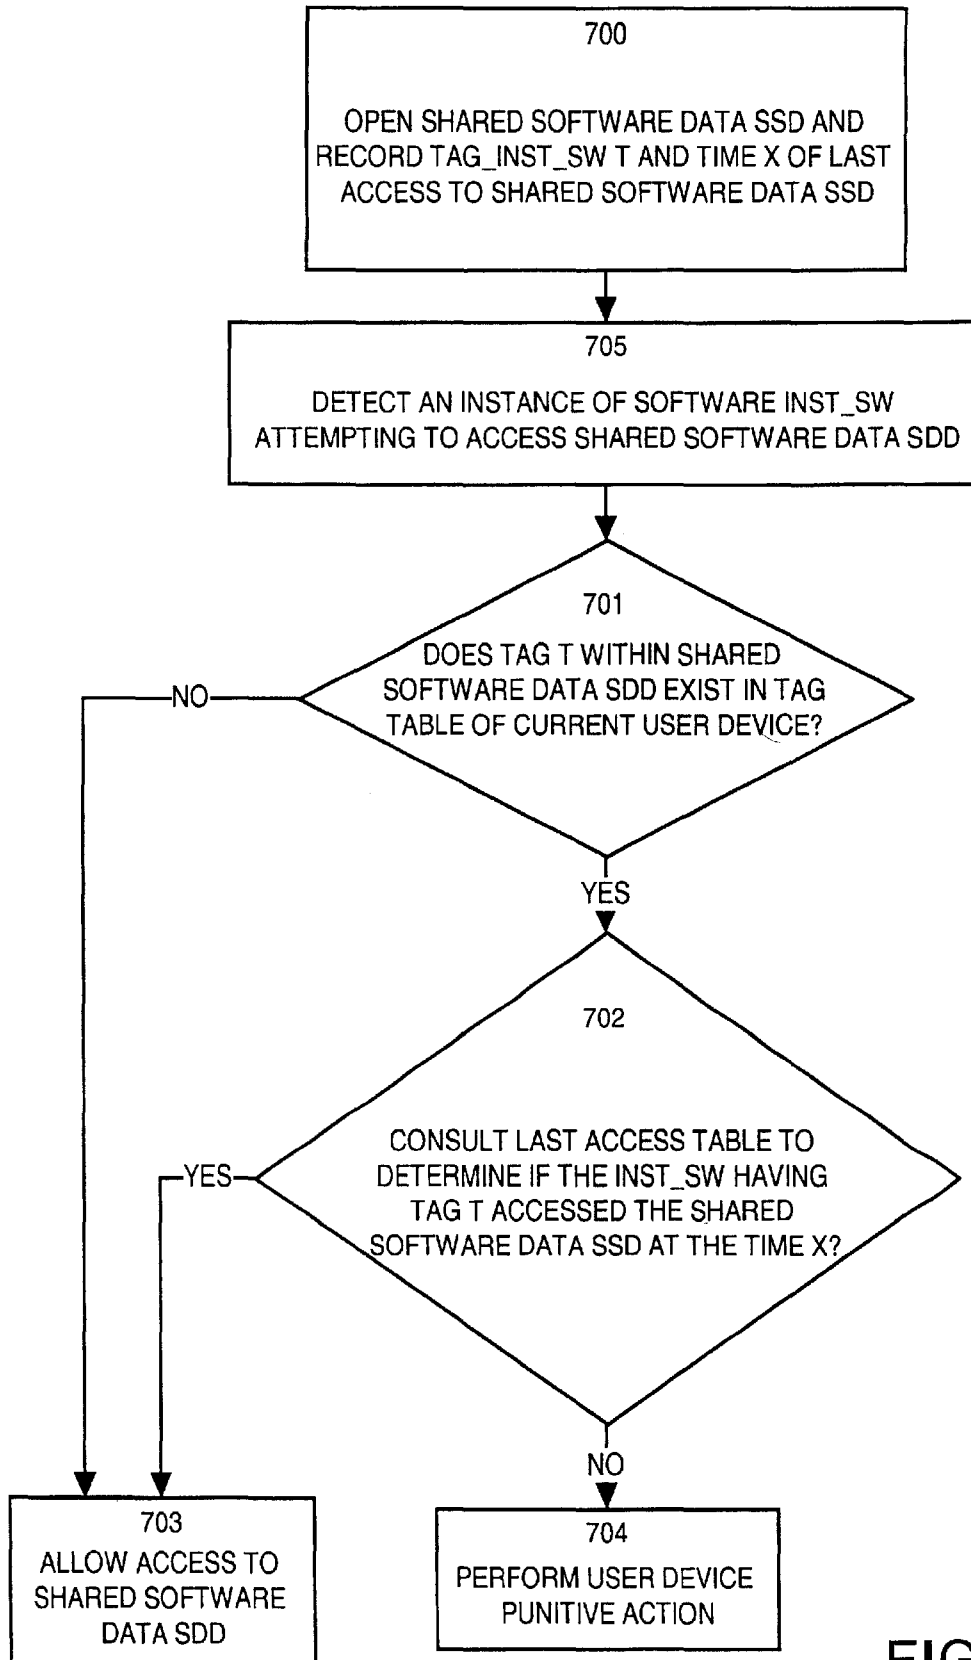 700
OPEN SHARED SOFTWARE DATA SSD AND
RECORD TAG_INST_SW T AND TIME X OF LAST
ACCESS TO SHARED SOFTWARE DATA SSD
705
DETECT AN INSTANCE OF SOFTWARE INST_SW
ATTEMPTING TO ACCESS SHARED SOFTWARE DATA SDD
701
DOES TAG T WITHIN SHARED
SOFTWARE DATA SDD EXIST IN TAG
TABLE OF CURRENT USER DEVICE?
NO
YES
702
CONSULT LAST ACCESS TABLE TO
DETERMINE IF THE INST_SW HAVING
TAG T ACCESSED THE SHARED
SOFTWARE DATA SSD AT THE TIME X?
YES
NO
703
ALLOW ACCESS TO
SHARED SOFTWARE
DATA SDD
704
PERFORM USER DEVICE
PUNITIVE ACTION
FIG